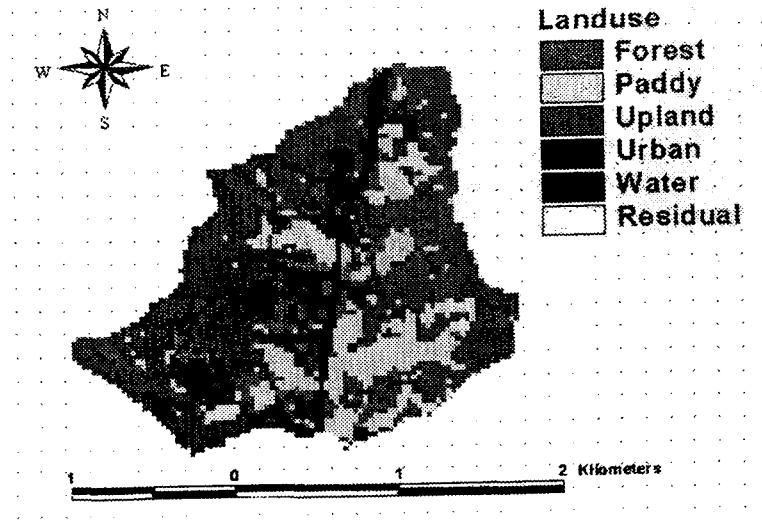 N
W E
S
Landuse
Forest
Paddy
Upland
Urban
Water
Residual
1 0 1 2 Kilometers